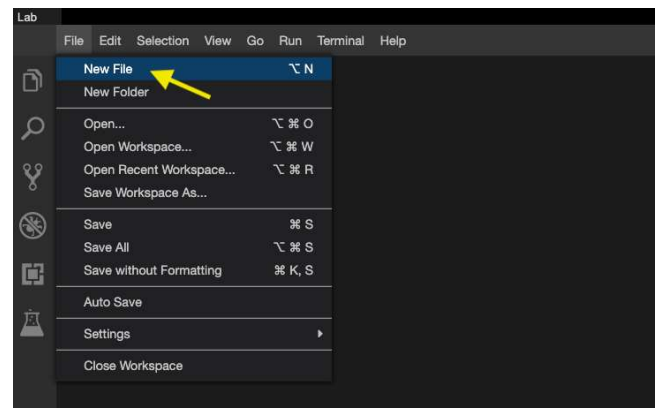 Lab
File Edit Selection View Go Run Terminal Help
New File ⌥ N
New Folder
Open... ⌥ ⌘ O
Open Workspace... ⌥ ⌘ W
Open Recent Workspace... ⌥ ⌘ R
Save Workspace As...
Save ⌘ S
Save All ⌥ ⌘ S
Save without Formatting ⌘ K, S
Auto Save
Settings
Close Workspace